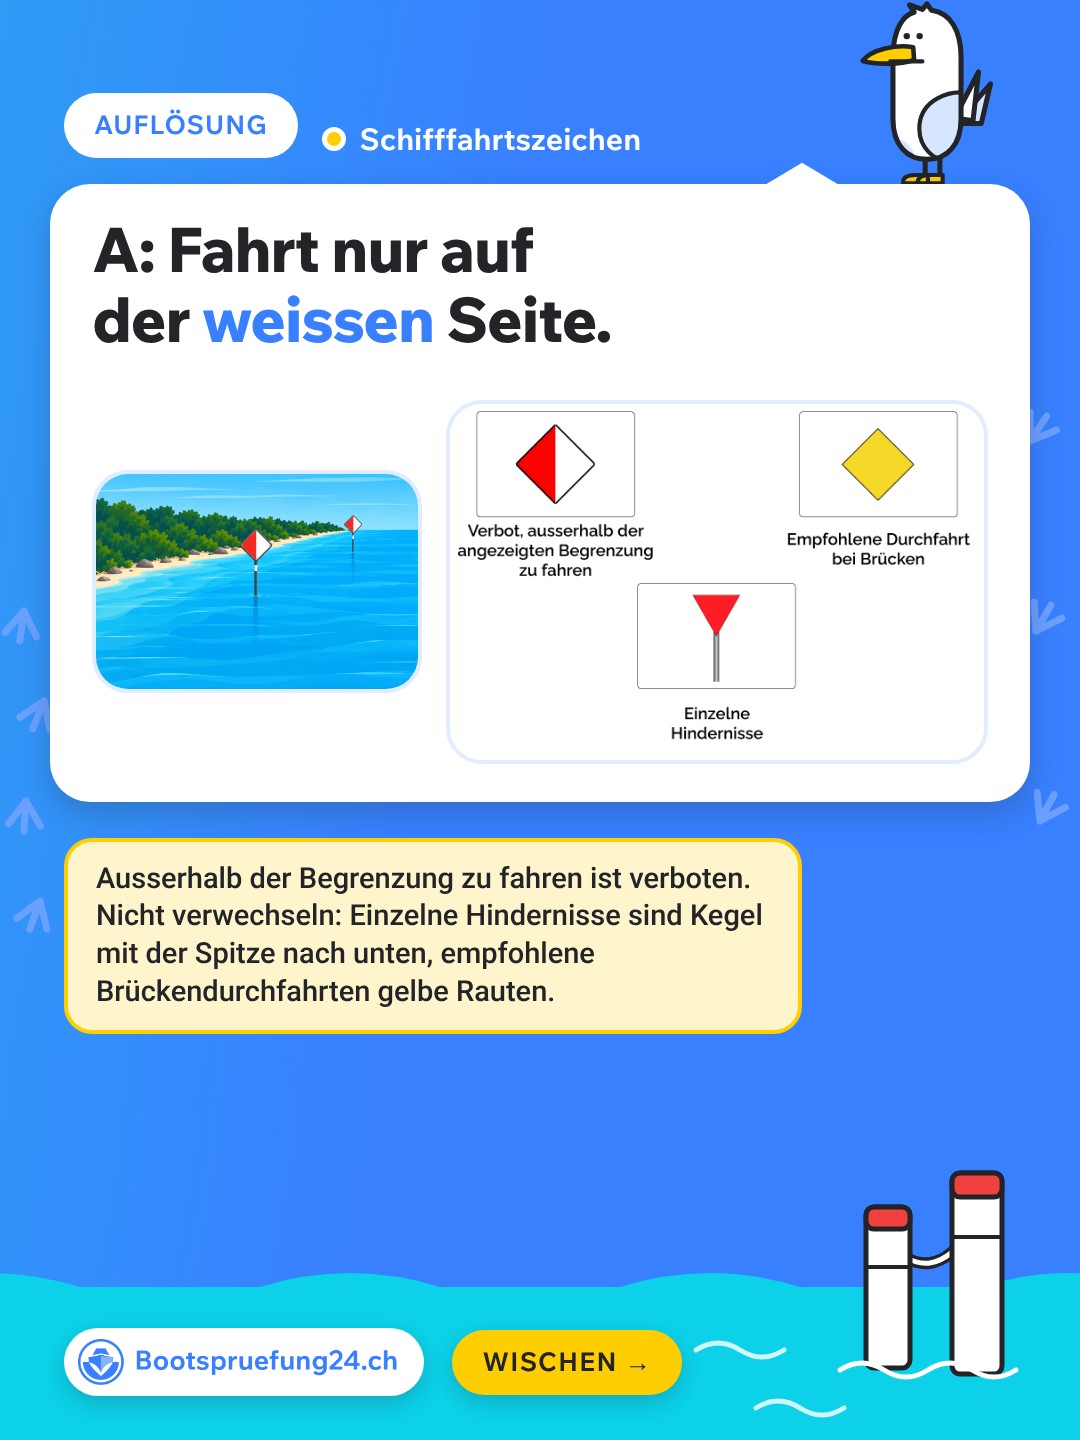 AUFLÖSUNG
Schifffahrtszeichen
A: Fahrt nur auf
der weissen Seite.
Verbot, ausserhalb der
angezeigten Begrenzung
zu fahren
Empfohlene Durchfahrt
bei Brücken
Einzelne
Hindernisse
Ausserhalb der Begrenzung zu fahren ist verboten.
Nicht verwechseln: Einzelne Hindernisse sind Kegel
mit der Spitze nach unten, empfohlene
Brückendurchfahrten gelbe Rauten.
Bootspruefung24.ch
WISCHEN →